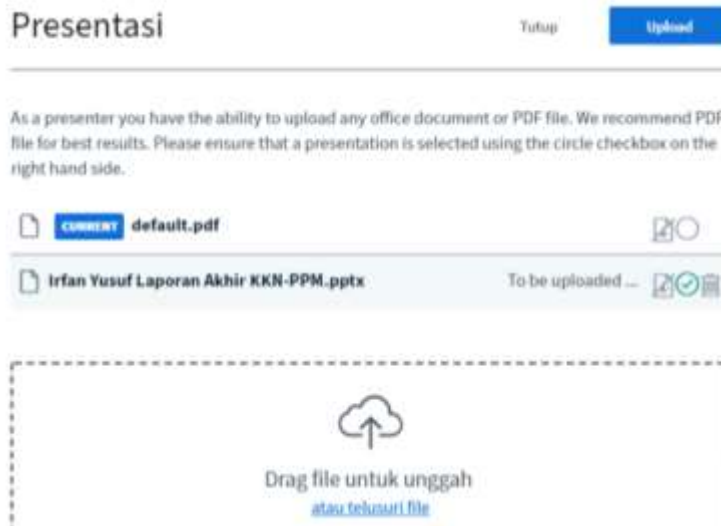 Presentasi
Tutup
Upload
As a presenter you have the ability to upload any office document or PDF file. We recommend PDF
file for best results. Please ensure that a presentation is selected using the circle checkbox on the
right hand side.
CURRENT default.pdf
Irfan Yusuf Laporan Akhir KKN-PPM.pptx To be uploaded ...
Drag file untuk unggah
atau telusuri file